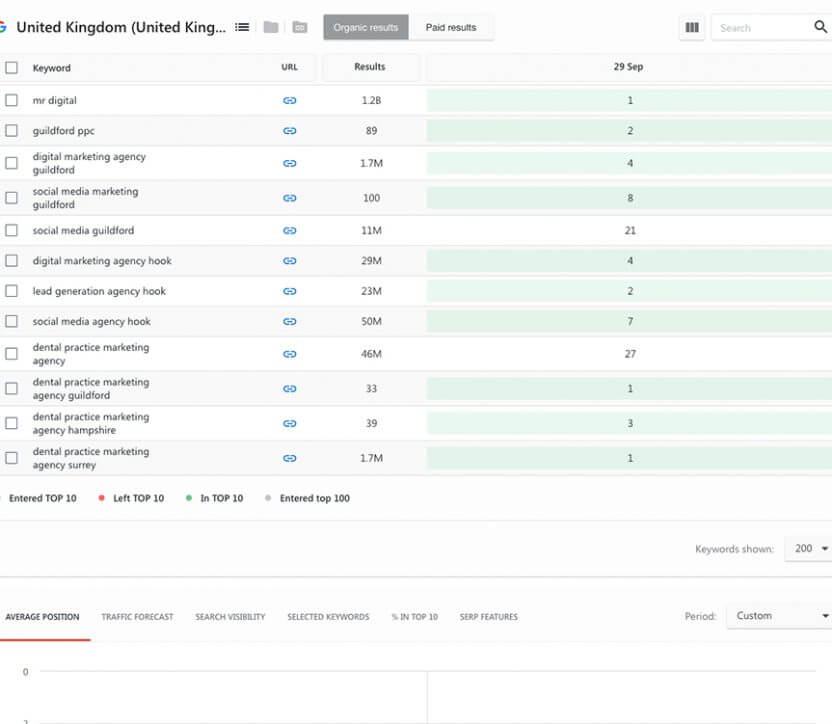 United Kingdom (United King...
Organic results
Paid results
Search
Keyword
URL
Results
29 Sep
mr digital
1.2B
1
guildford ppc
89
2
digital marketing agency
guildford
1.7M
4
social media marketing
guildford
100
8
social media guildford
11M
21
digital marketing agency hook
29M
4
lead generation agency hook
23M
2
social media agency hook
50M
7
dental practice marketing
agency
46M
27
dental practice marketing
agency guildford
33
1
dental practice marketing
agency hampshire
39
3
dental practice marketing
agency surrey
1.7M
1
Entered TOP 10
Left TOP 10
In TOP 10
Entered top 100
Keywords shown:
200
AVERAGE POSITION
TRAFFIC FORECAST
SEARCH VISIBILITY
SELECTED KEYWORDS
% IN TOP 10
SERP FEATURES
Period:
Custom
0